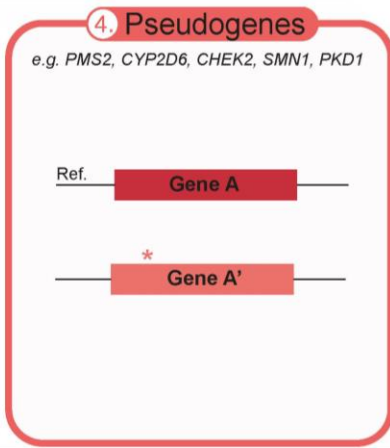 4. Pseudogenes
e.g. PMS2, CYP2D6, CHEK2, SMN1, PKD1
Ref.
Gene A
*
Gene A’